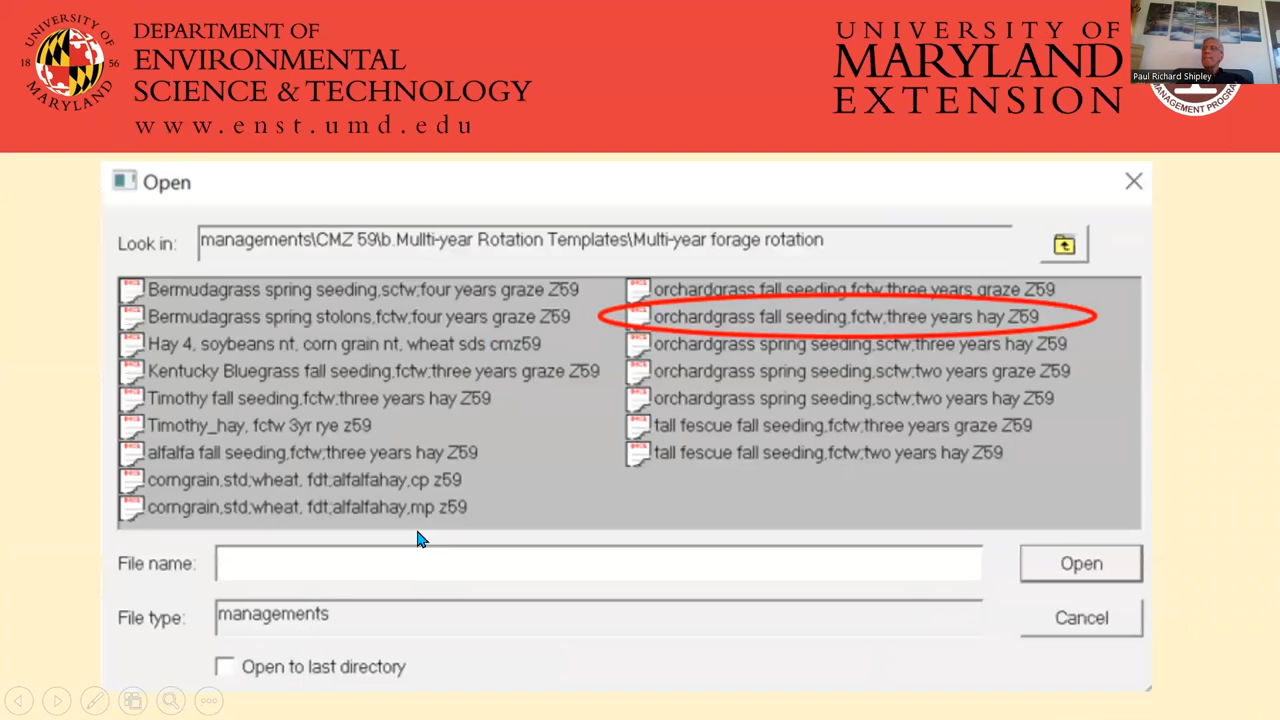 DEPARTMENT OF
ENVIRONMENTAL
SCIENCE & TECHNOLOGY
www.enst.umd.edu
UNIVERSITY OF
MARYLAND
18 56
UNIVERSITY OF
MARYLAND
EXTENSION
Paul Richard Shipley
MANAGEMENT PROGR
Open
Look in:
managements\CMZ 59\b.Mullti-year Rotation Templates\Multi-year forage rotation
Bermudagrass spring seeding,sctw;four years graze Z59
Bermudagrass spring stolons,fctw;four years graze Z59
Hay 4, soybeans nt, corn grain nt, wheat sds cmz59
Kentucky Bluegrass fall seeding,fctw;three years graze Z59
Timothy fall seeding,fctw;three years hay Z59
Timothy_hay, fctw 3yr rye z59
alfalfa fall seeding,fctw;three years hay Z59
corngrain,std;wheat, fdt;alfalfahay,cp z59
corngrain,std;wheat, fdt;alfalfahay,mp z59
orchardgrass fall seeding,fctw;three years graze Z59
orchardgrass fall seeding,fctw;three years hay Z59
orchardgrass spring seeding,sctw;three years hay Z59
orchardgrass spring seeding,sctw;two years graze Z59
orchardgrass spring seeding,sctw;two years hay Z59
tall fescue fall seeding,fctw;three years graze Z59
tall fescue fall seeding,fctw;two years hay Z59
File name:
Open
File type:
managements
Cancel
Open to last directory